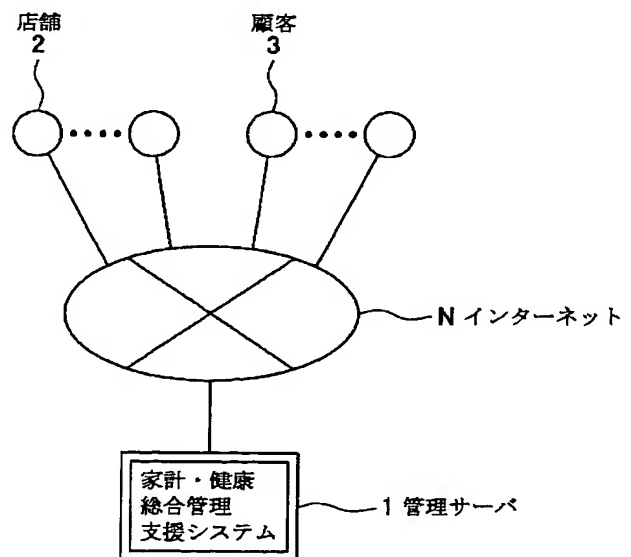 店舗
2
顧客
3
N インターネット
家計・健康
総合管理
支援システム
1 管理サーバ